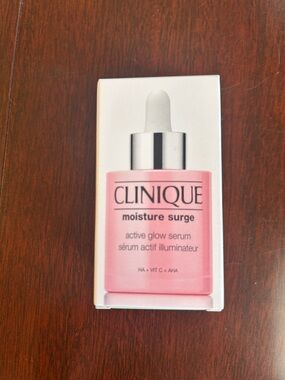 CLINIQUE
moisture surge
active glow serum
sérum actif illuminateur
HA + VIT C + AHA